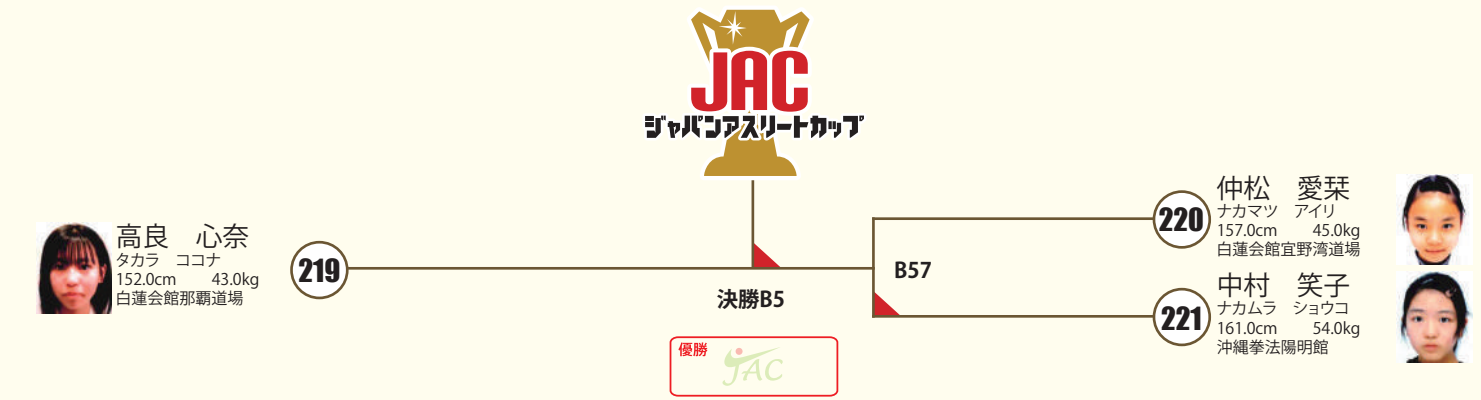 JAC
ジャパンアスリートカップ
高良　心奈
タカラ　ココナ
152.0cm　43.0kg
白蓮会館那覇道場
219
決勝B5
優勝
JAC
B57
220
仲松　愛栞
ナカマツ　アイリ
157.0cm　45.0kg
白蓮会館宜野湾道場
221
中村　笑子
ナカムラ　ショウコ
161.0cm　54.0kg
沖縄拳法陽明館